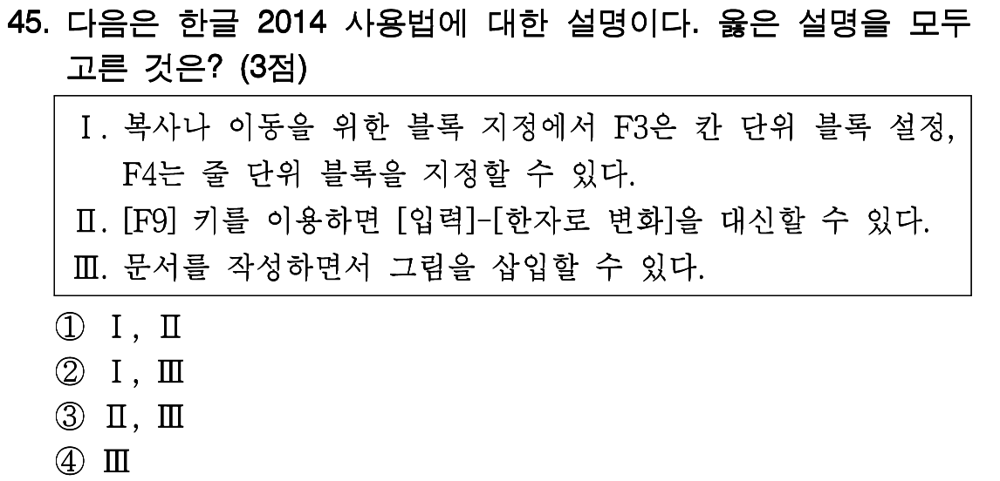 45. 다음은 한글 2014 사용법에 대한 설명이다. 옳은 설명을 모두
고른 것은? (3점)
Ⅰ. 복사나 이동을 위한 블록 지정에서 F3은 칸 단위 블록 설정,
F4는 줄 단위 블록을 지정할 수 있다.
Ⅱ. [F9] 키를 이용하면 [입력]-[한자로 변화]을 대신할 수 있다.
Ⅲ. 문서를 작성하면서 그림을 삽입할 수 있다.
① Ⅰ, Ⅱ
② Ⅰ, Ⅲ
③ Ⅱ, Ⅲ
④ Ⅲ